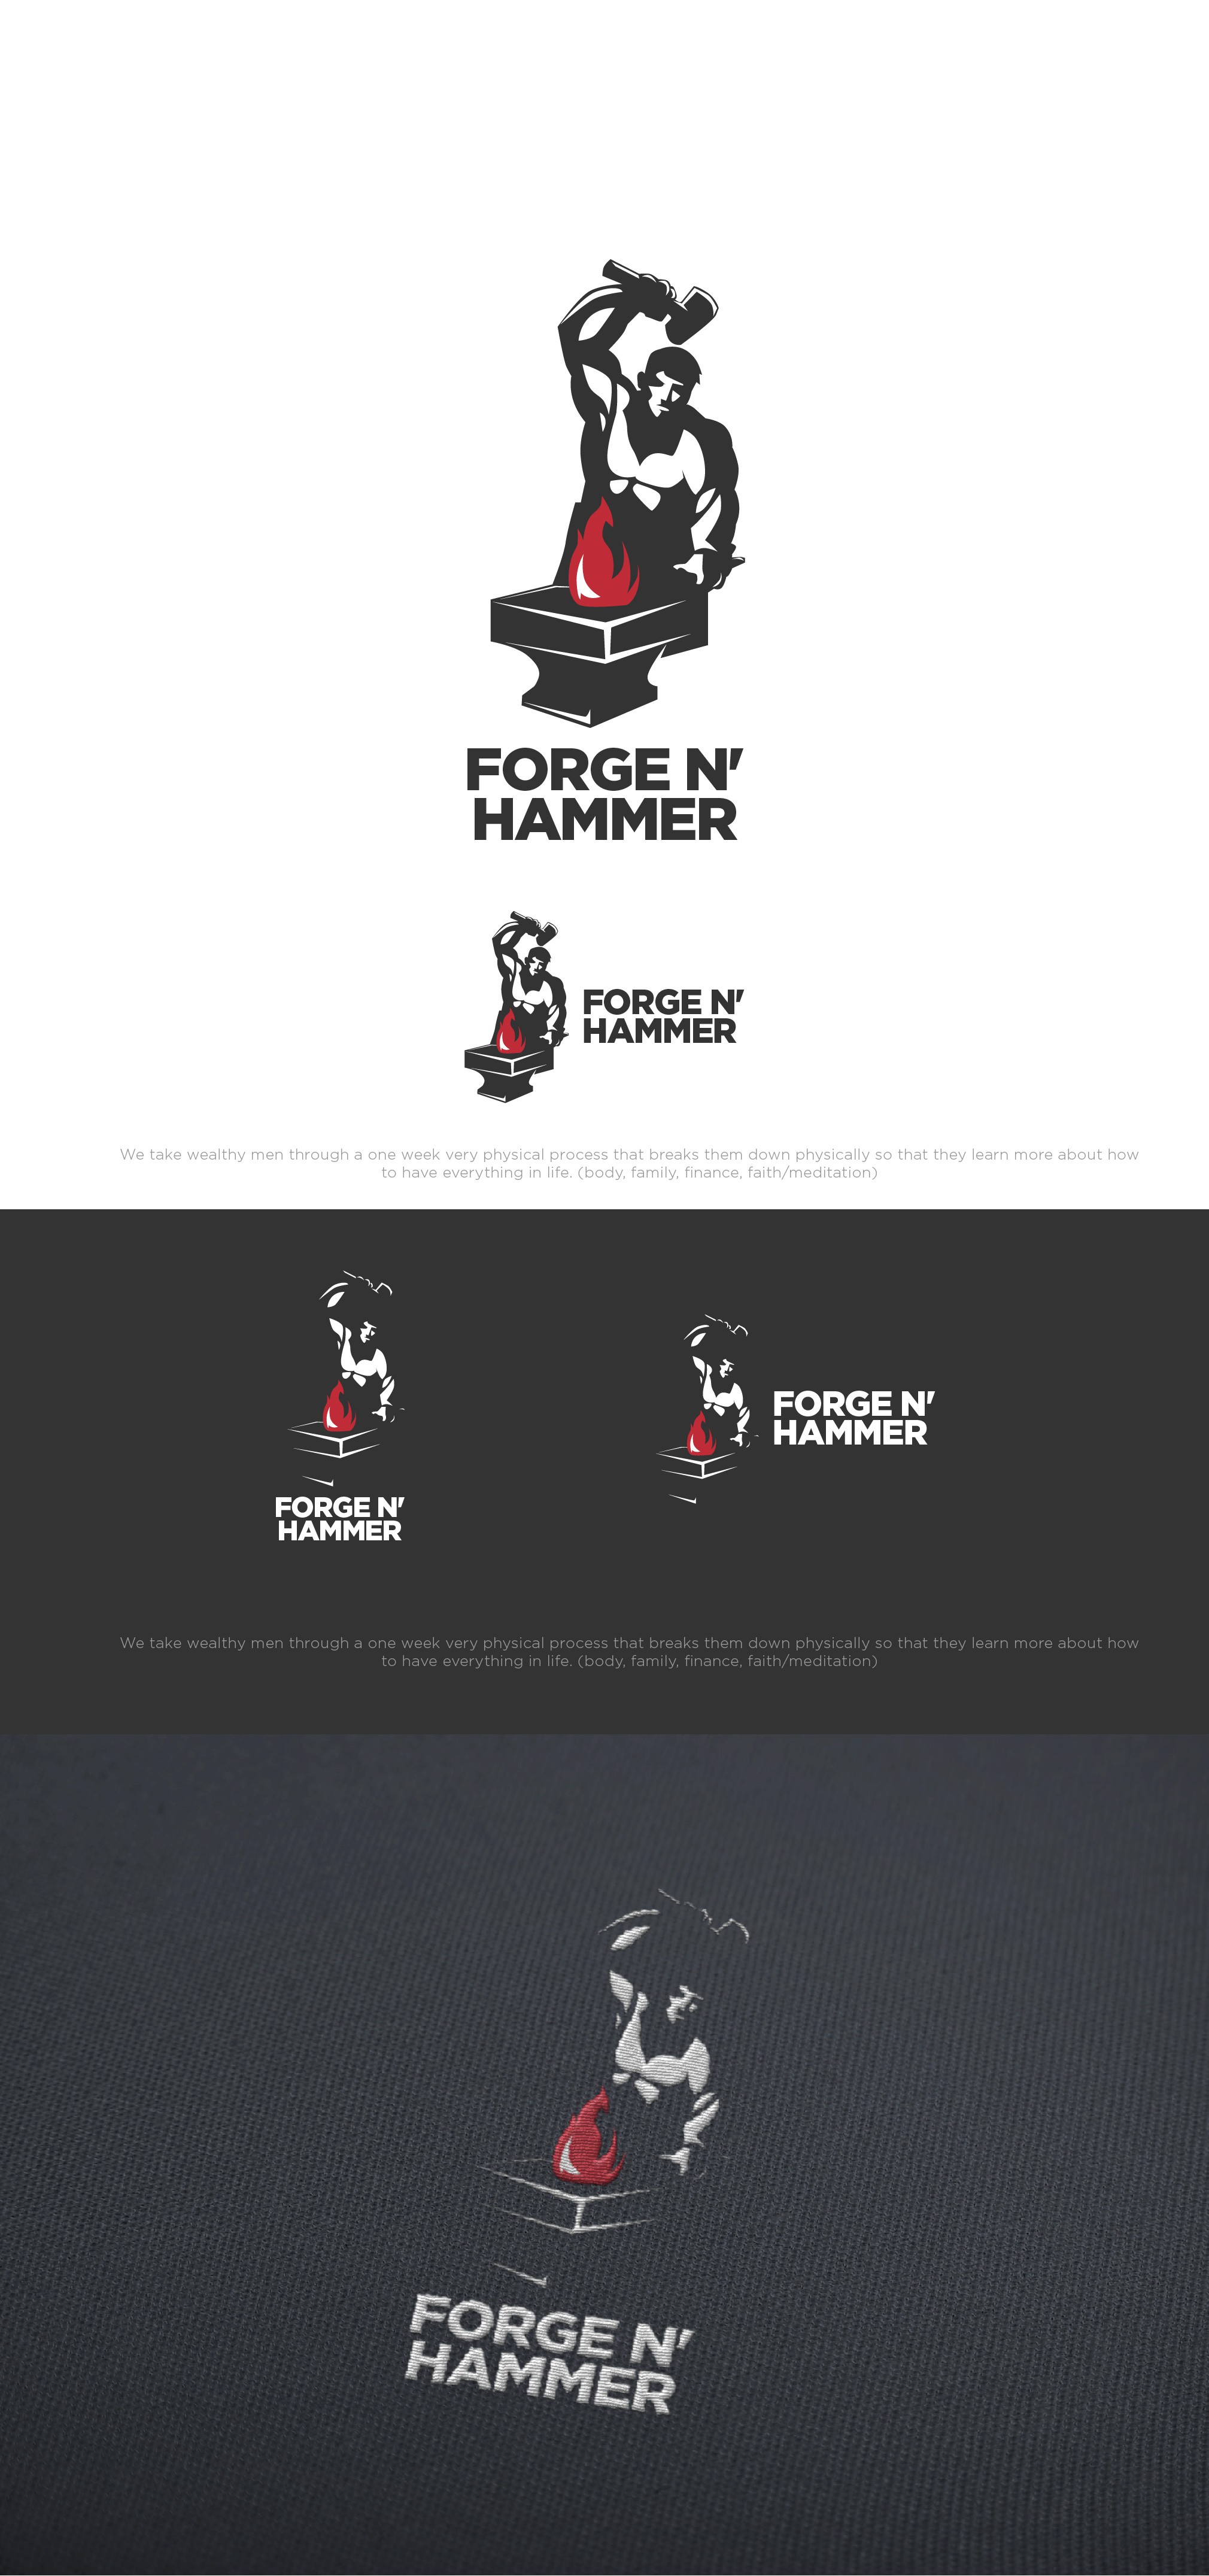 FORGE N'
HAMMER
FORGE N'
HAMMER
We take wealthy men through a one week very physical process that breaks them down physically so that they learn more about how
to have everything in life. (body, family, finance, faith/meditation)
FORGE N'
HAMMER
FORGE N'
HAMMER
We take wealthy men through a one week very physical process that breaks them down physically so that they learn more about how
to have everything in life. (body, family, finance, faith/meditation)
FORGE N'
HAMMER